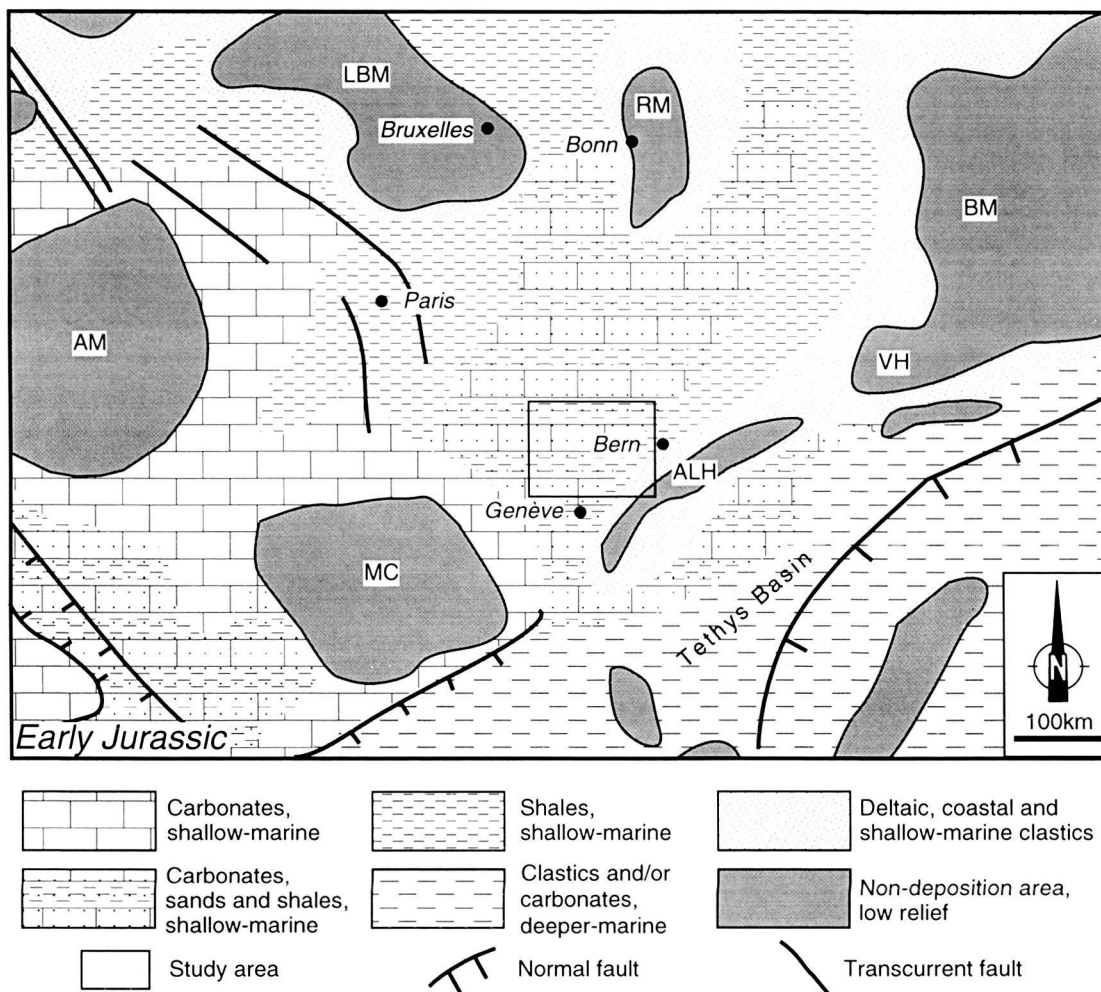 LBM
RM
Bruxelles
Bonn
BM
Paris
AM
VH
Bern
ALH
Genève
MC
Tethys Basin
N
100km
Early Jurassic
Carbonates,
shallow-marine
Shales,
shallow-marine
Deltaic, coastal and
shallow-marine clastics
Carbonates,
sands and shales,
shallow-marine
Clastics and/or
carbonates,
deeper-marine
Non-deposition area,
low relief
Study area
Normal fault
Transcurrent fault